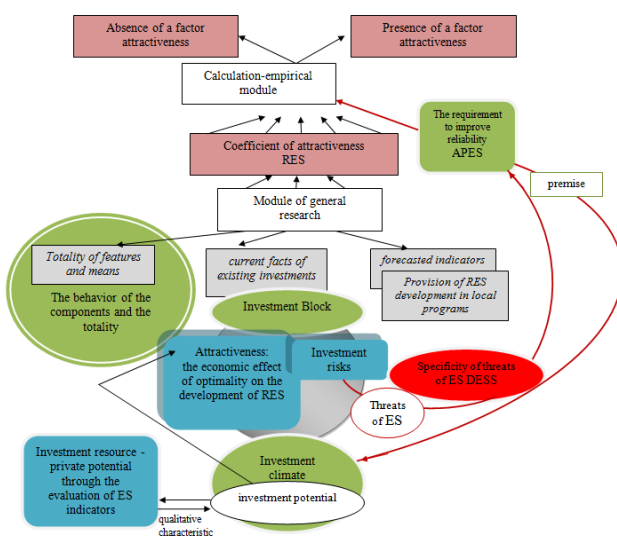 Absence of a factor
attractiveness
Presence of a factor
attractiveness
Calculation-empirical
module
The requirement
to improve
reliability
APES
Coefficient of attractiveness
RES
premise
Module of general
research
Totality of features
and means
current facts of
existing investments
forecasted indicators
Provision of RES
development in local
programs
The behavior of the
components and the
totality
Investment Block
Attractiveness:
the economic effect
of optimality on the
development of RES
Investment
risks
Specificity of threats
of ES DESS
Threats
of ES
Investment resource -
private potential
through the
evaluation of ES
indicators
Investment
climate
investment potential
qualitative
characteristic